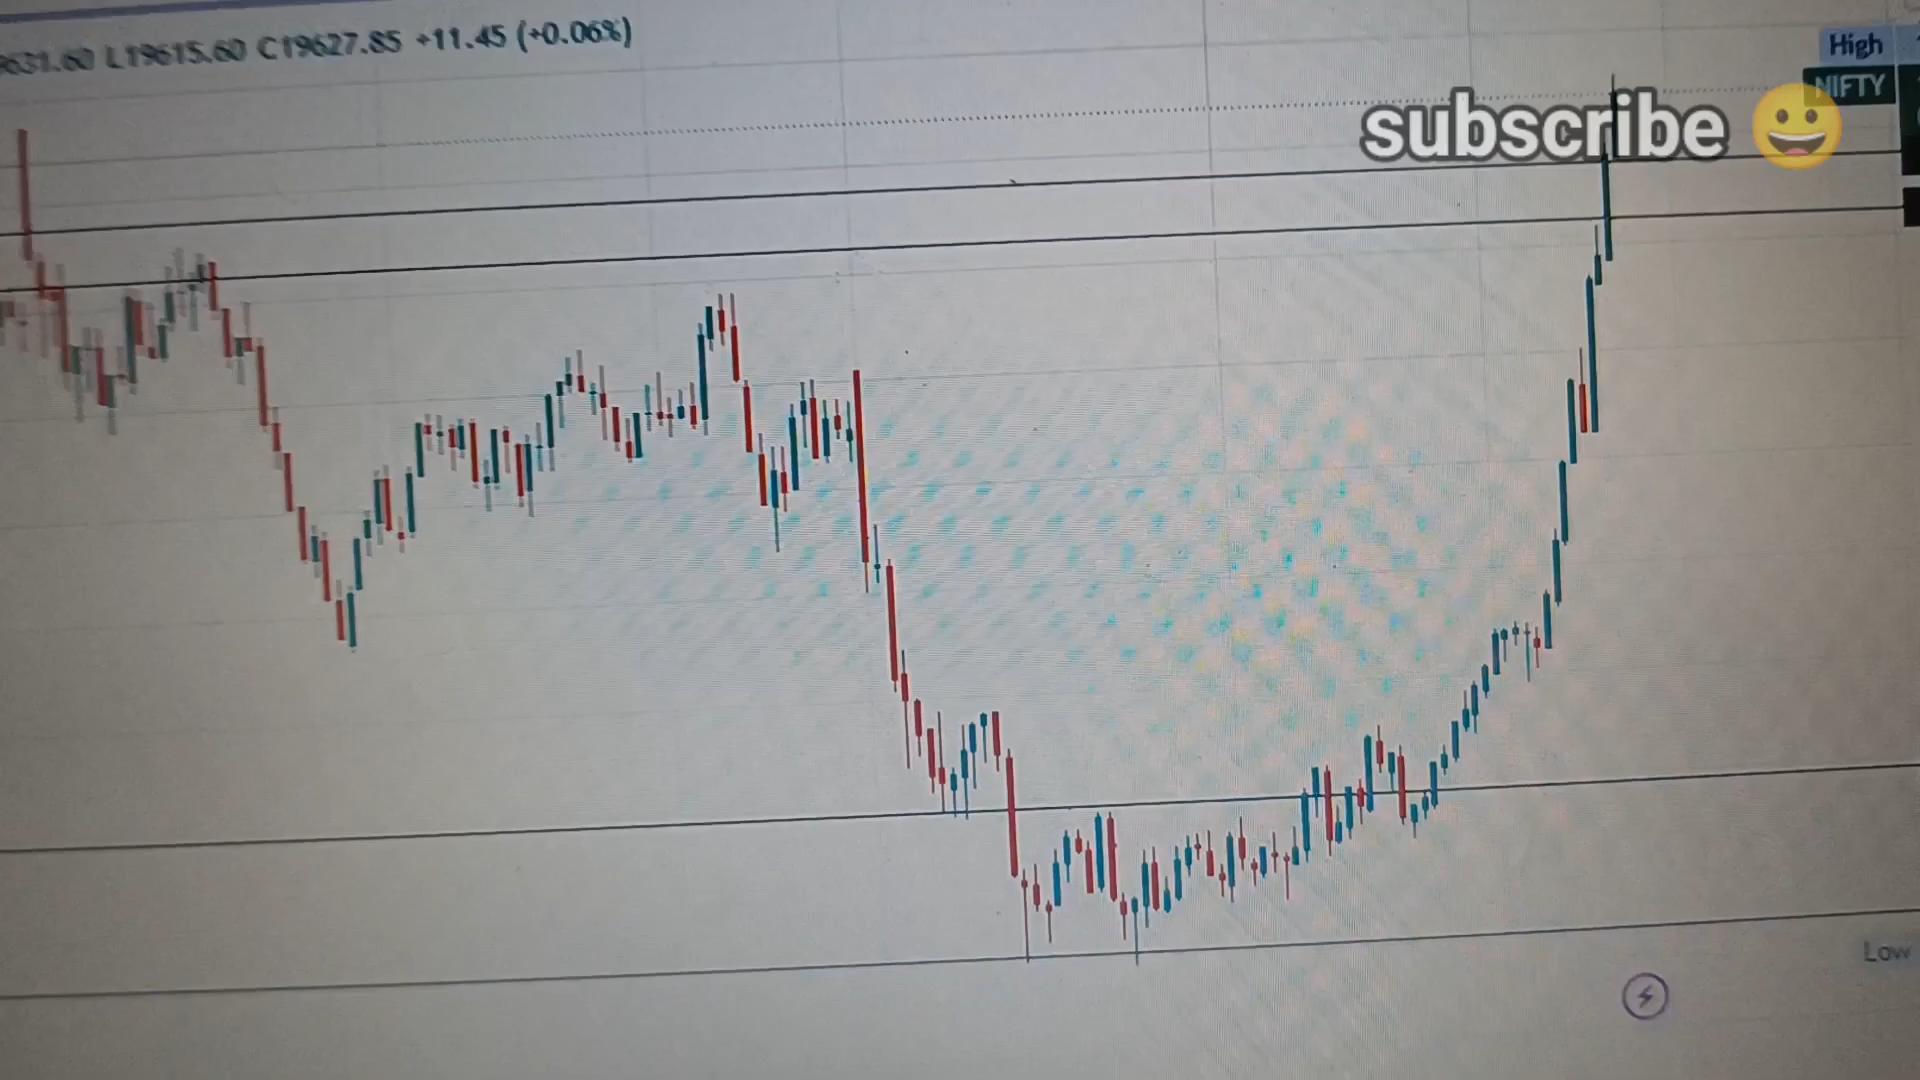 L19615.60 C19627.85 +11.45 (+0.06%)
High
NIFTY
subscribe 😀
Low